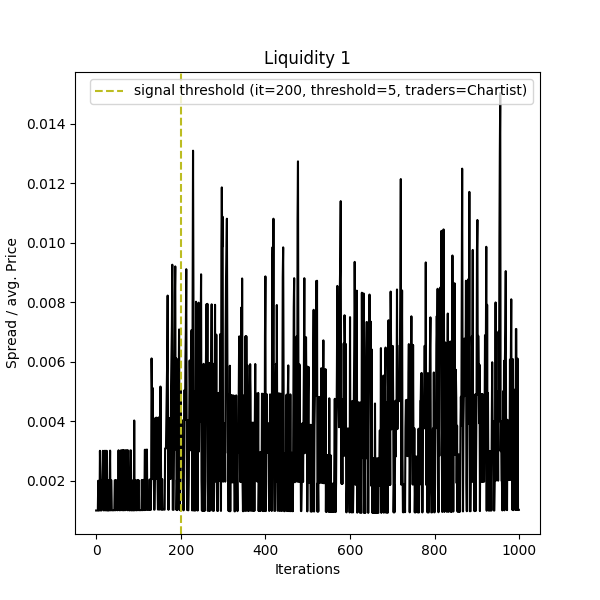 Liquidity 1
signal threshold (it=200, threshold=5, traders=Chartist)
Spread / avg. Price
0.014
0.012
0.010
0.008
0.006
0.004
0.002
0 200 400 600 800 1000
Iterations